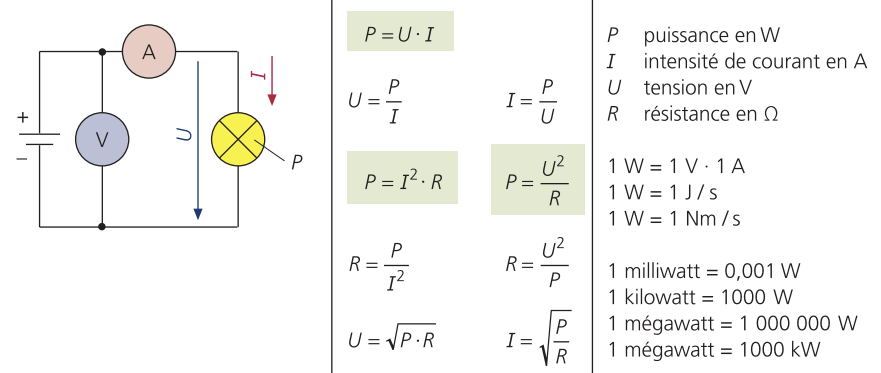 A
I
+
−
V
U
P
P = U · I
U = P/I
I = P/U
P = I² · R
P = U²/R
R = P/I²
R = U²/P
U = √(P · R)
I = √(P/R)
P puissance en W
I intensité de courant en A
U tension en V
R résistance en Ω
1 W = 1 V · 1 A
1 W = 1 J / s
1 W = 1 Nm / s
1 milliwatt = 0,001 W
1 kilowatt = 1000 W
1 mégawatt = 1 000 000 W
1 mégawatt = 1000 kW